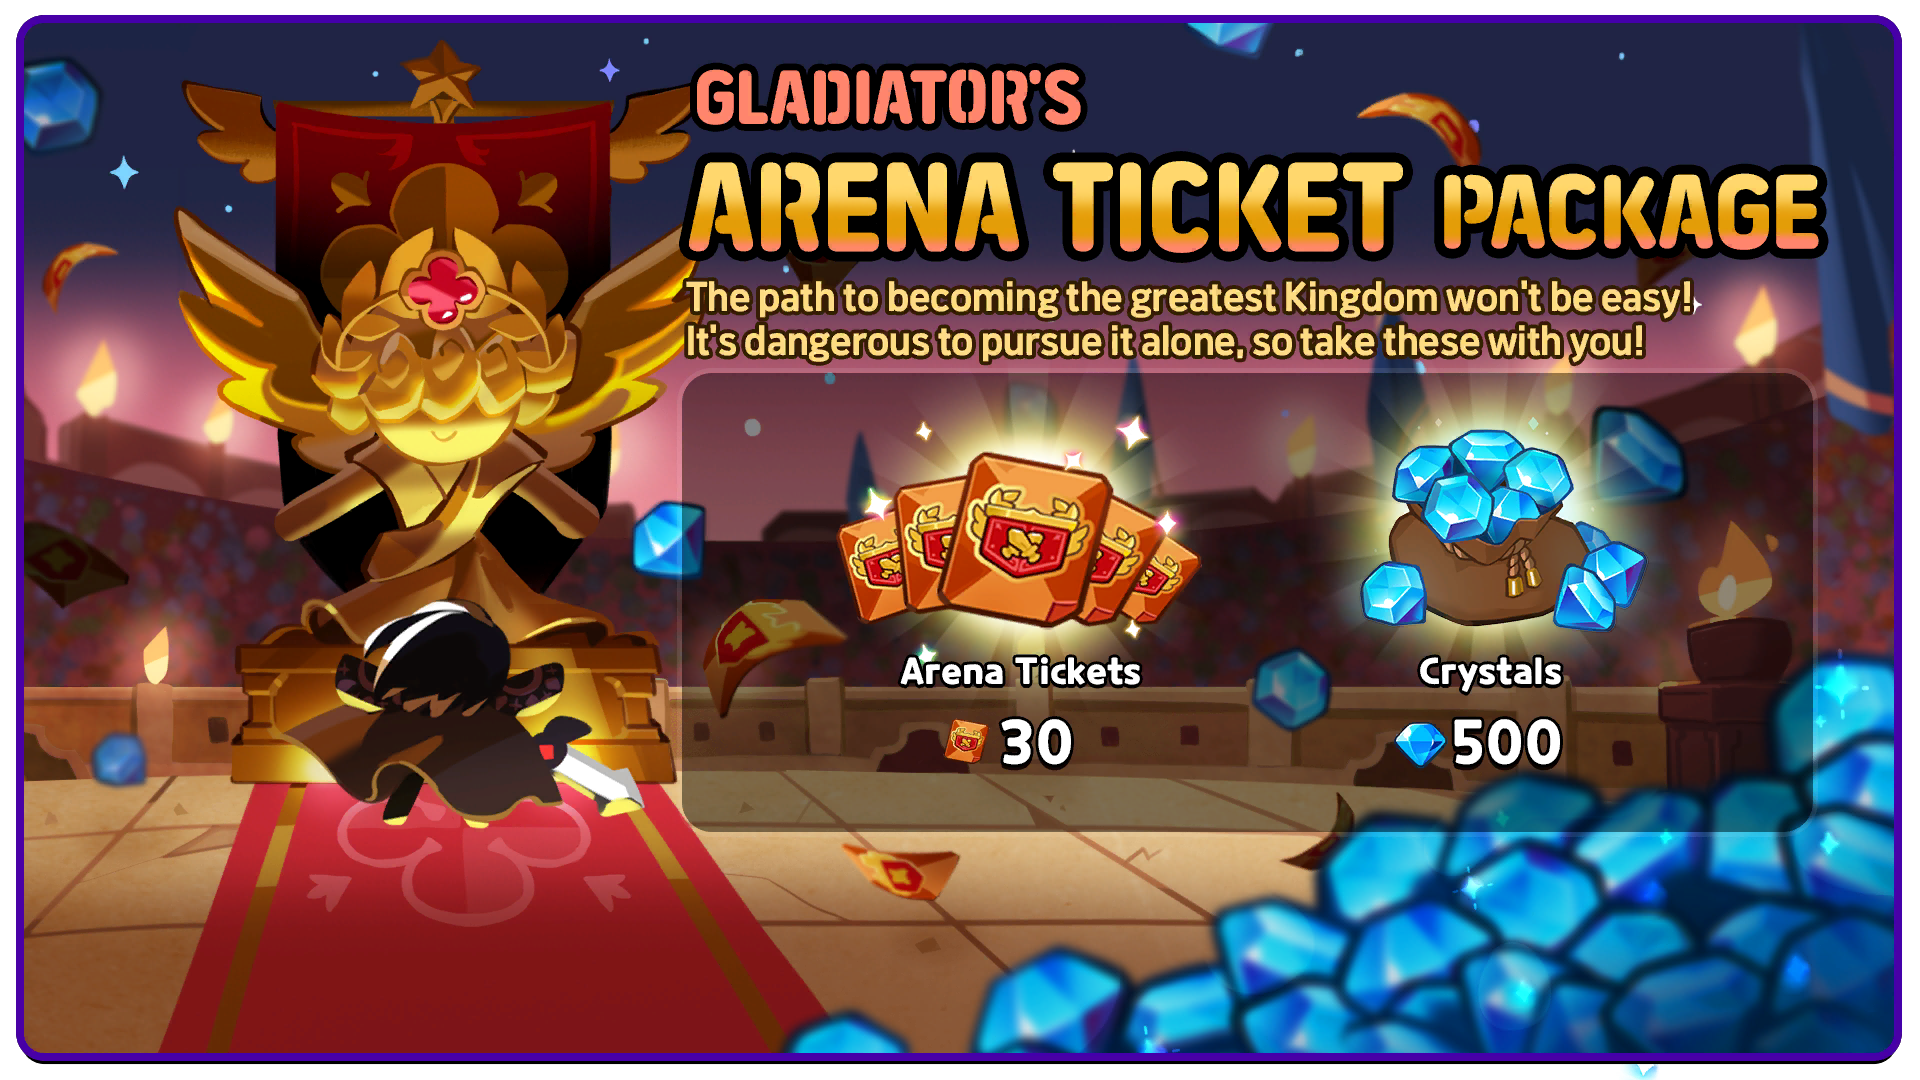 GLADIATOR'S
ARENA TICKET PACKAGE
The path to becoming the greatest Kingdom won't be easy!
It's dangerous to pursue it alone, so take these with you!
Arena Tickets
30
Crystals
500